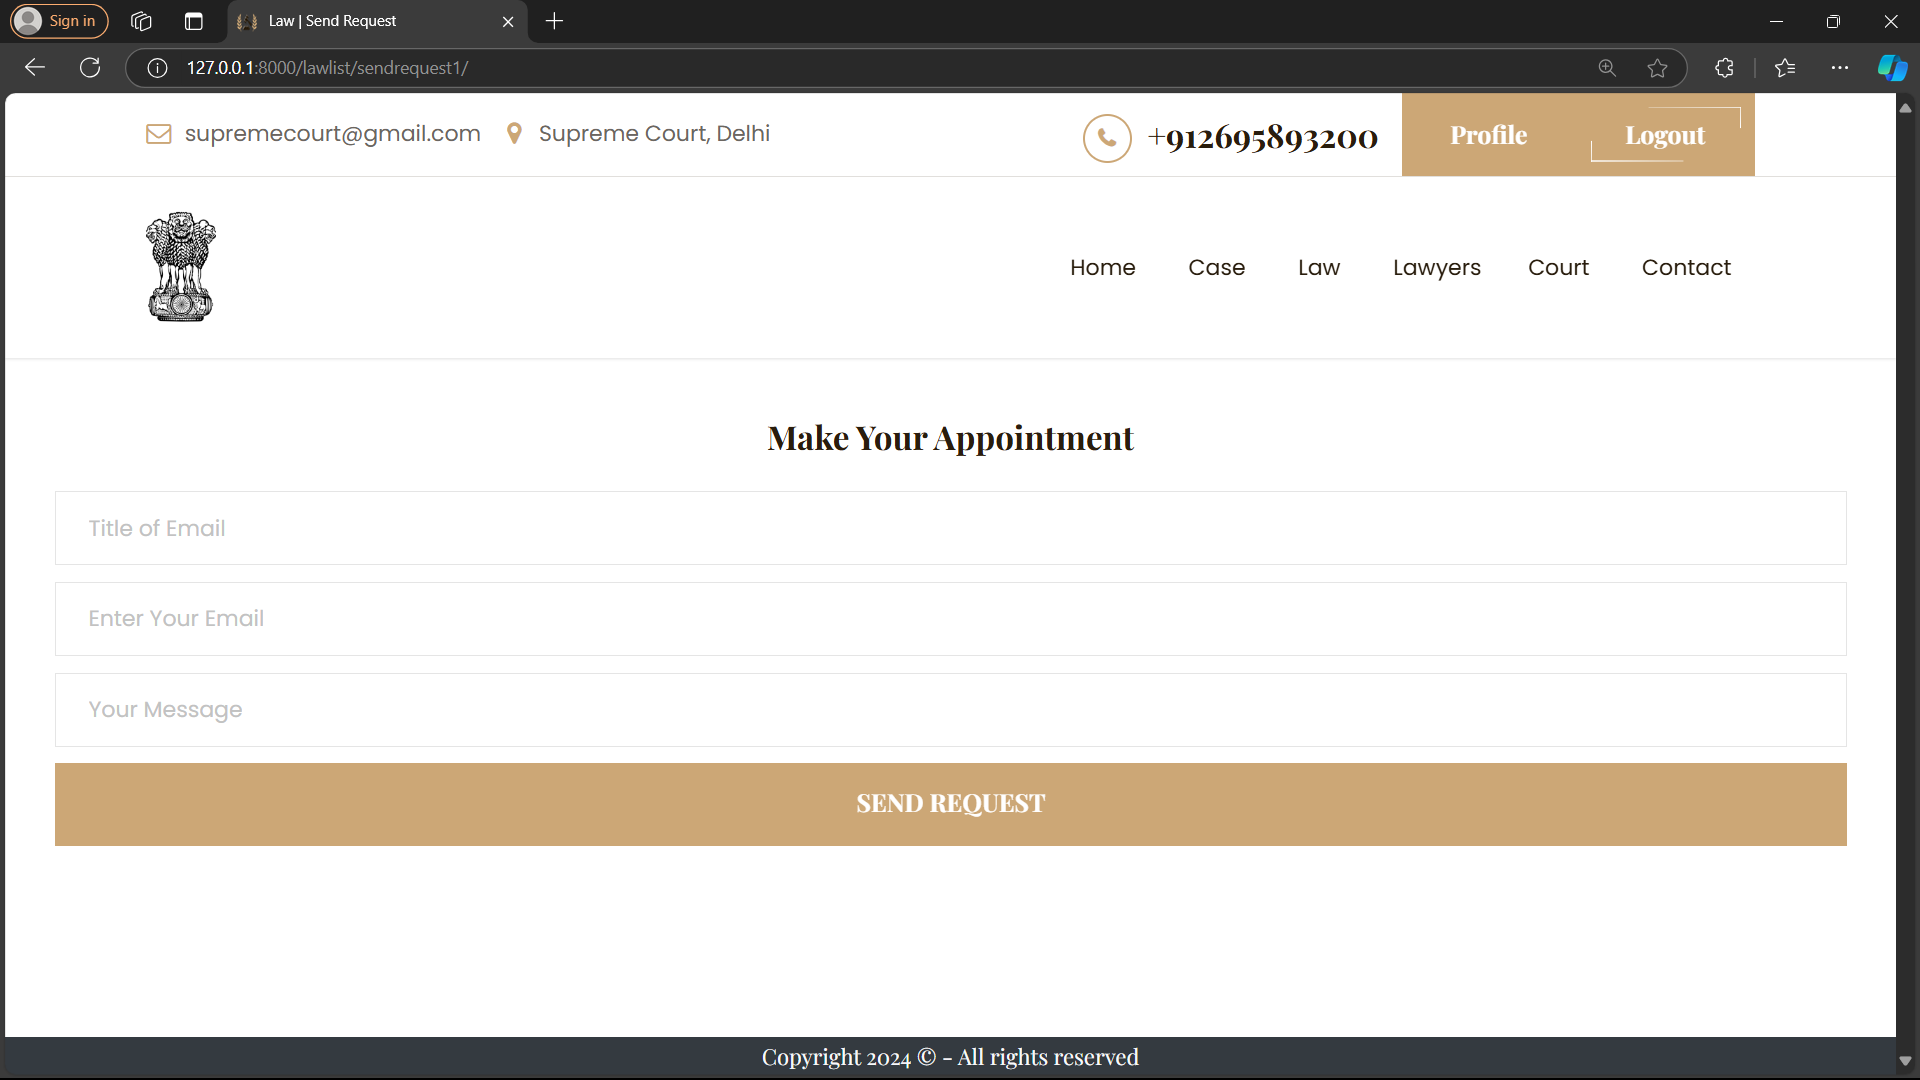 Sign in
Law | Send Request
127.0.0.1:8000/lawlist/sendrequest1/
supremecourt@gmail.com
Supreme Court, Delhi
+912695893200
Profile
Logout
Home
Case
Law
Lawyers
Court
Contact
Make Your Appointment
Title of Email
Enter Your Email
Your Message
SEND REQUEST
Copyright 2024 © - All rights reserved